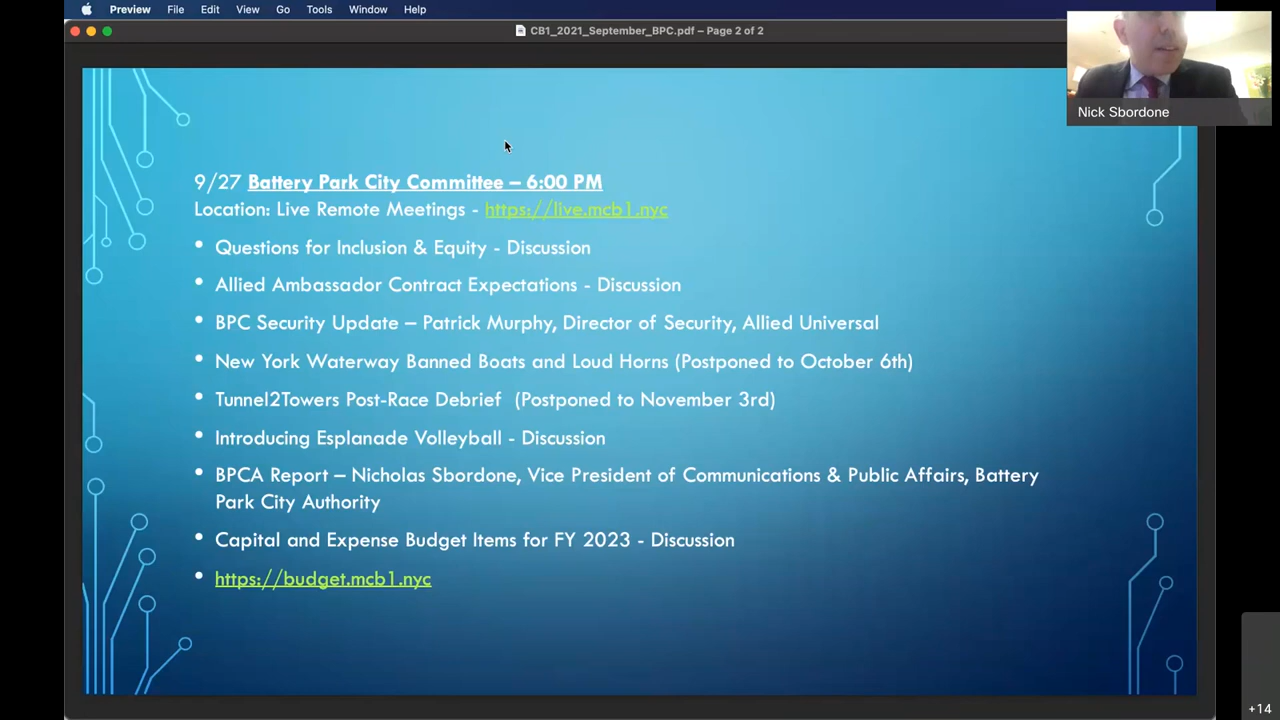 Preview File Edit View Go Tools Window Help
CB1_2021_September_BPC.pdf – Page 2 of 2
Nick Sbordone
9/27 Battery Park City Committee – 6:00 PM
Location: Live Remote Meetings - https://live.mcb1.nyc
• Questions for Inclusion & Equity - Discussion
• Allied Ambassador Contract Expectations - Discussion
• BPC Security Update – Patrick Murphy, Director of Security, Allied Universal
• New York Waterway Banned Boats and Loud Horns (Postponed to October 6th)
• Tunnel2Towers Post-Race Debrief (Postponed to November 3rd)
• Introducing Esplanade Volleyball - Discussion
• BPCA Report – Nicholas Sbordone, Vice President of Communications & Public Affairs, Battery
Park City Authority
• Capital and Expense Budget Items for FY 2023 - Discussion
• https://budget.mcb1.nyc
+14